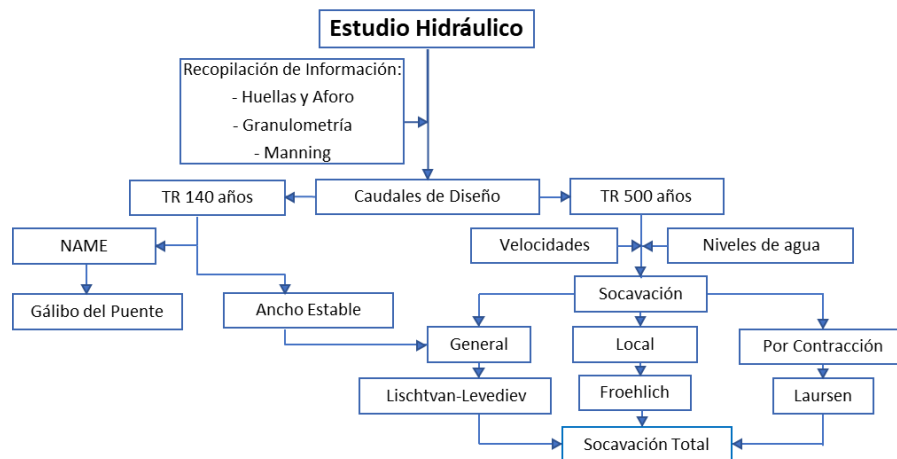 Estudio Hidráulico
Recopilación de Información:
- Huellas y Aforo
- Granulometría
- Manning
TR 140 años
Caudales de Diseño
TR 500 años
NAME
Velocidades
Niveles de agua
Gálibo del Puente
Ancho Estable
Socavación
General
Local
Por Contracción
Lischtvan-Levediev
Froehlich
Laursen
Socavación Total